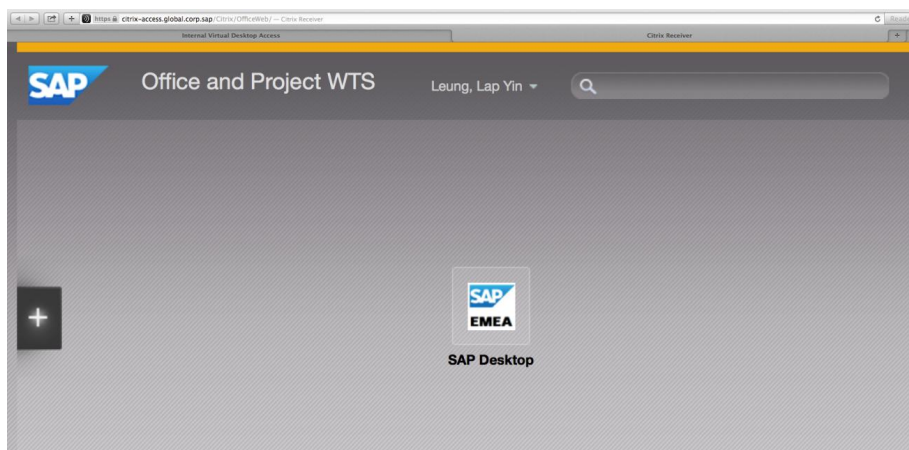 https citrix-access.global.corp.sap/Citrix/OfficeWeb/ — Citrix Receiver
Reade
Internal Virtual Desktop Access
Citrix Receiver
SAP
Office and Project WTS
Leung, Lap Yin
SAP
EMEA
SAP Desktop